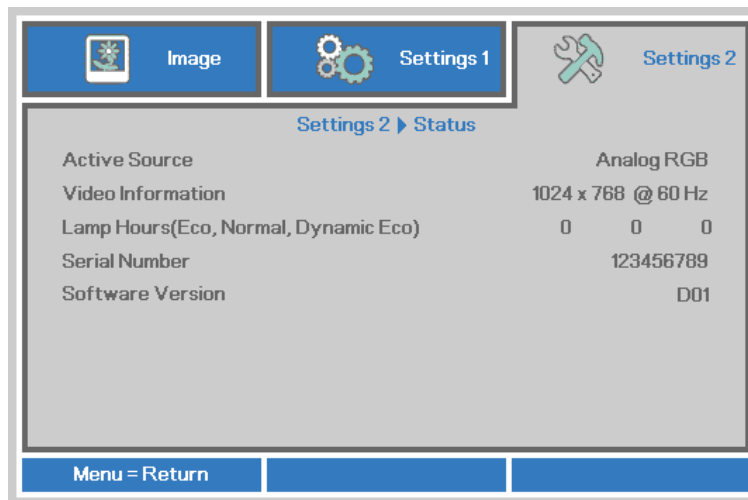 Image Settings 1 Settings 2
Settings 2 ▶ Status
Active Source Analog RGB
Video Information 1024 x 768 @ 60 Hz
Lamp Hours(Eco, Normal, Dynamic Eco) 0 0 0
Serial Number 123456789
Software Version D01
Menu = Return